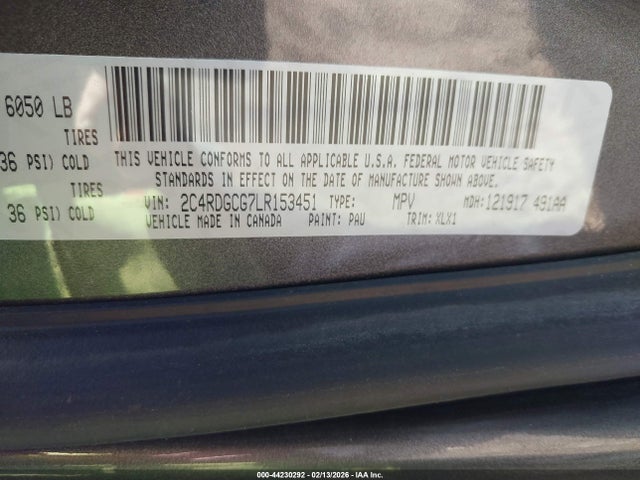 6050 LB
TIRES
36 PSI) COLD
TIRES
36 PSI) COLD
THIS VEHICLE CONFORMS TO ALL APPLICABLE U.S.A. FEDERAL MOTOR VEHICLE SAFETY
STANDARDS IN EFFECT ON THE DATE OF MANUFACTURE SHOWN ABOVE.
VIN: 2C4RDGCG7LR153451 TYPE: MPV MDH:121917 491AA
VEHICLE MADE IN CANADA PAINT: PAU TRIM: XLX1
000-44230292 - 02/13/2026 - IAA Inc.